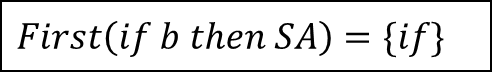 First(if b then SA) = {if}